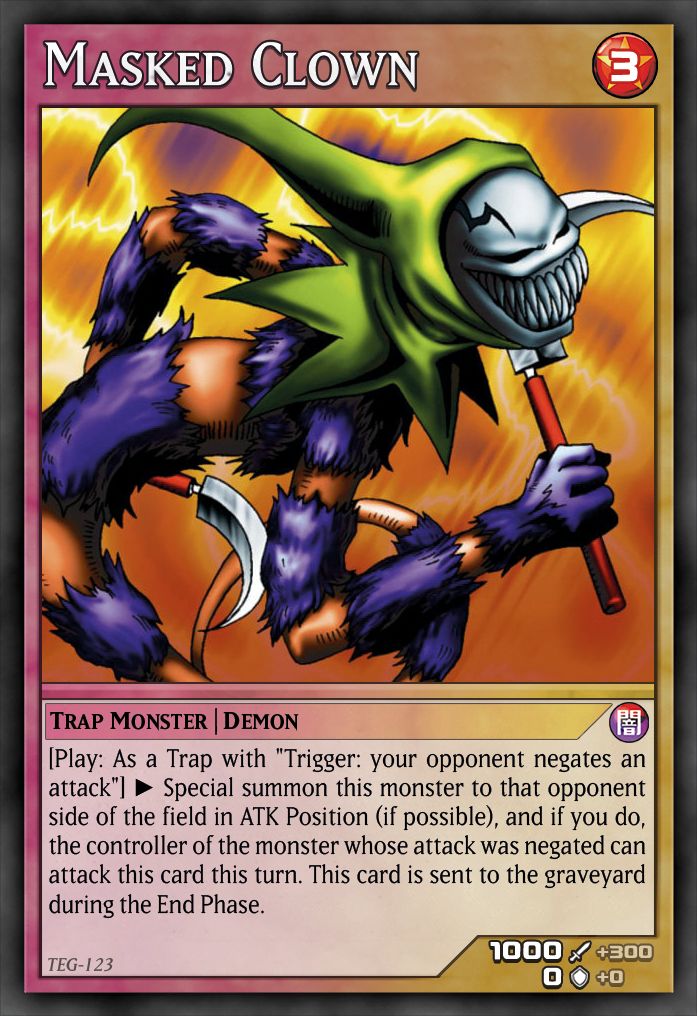 Masked Clown
3
Trap Monster | Demon
闇
[Play: As a Trap with "Trigger: your opponent negates an
attack"] ► Special summon this monster to that opponent
side of the field in ATK Position (if possible), and if you do,
the controller of the monster whose attack was negated can
attack this card this turn. This card is sent to the graveyard
during the End Phase.
TEG-123
1000 +300
0 +0